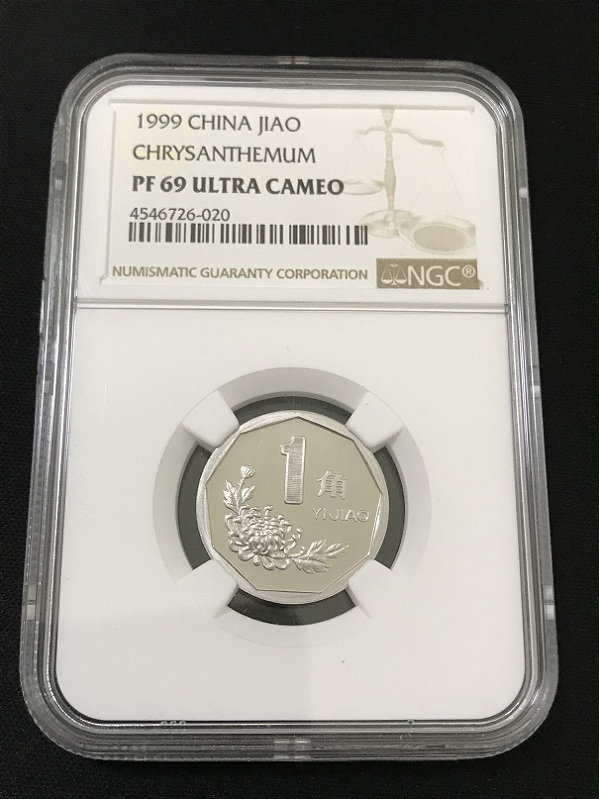 1999 CHINA JIAO
CHRYSANTHEMUM
PF 69 ULTRA CAMEO
4546726-020
NUMISMATIC GUARANTY CORPORATION NGC®
1 角
YI JIAO